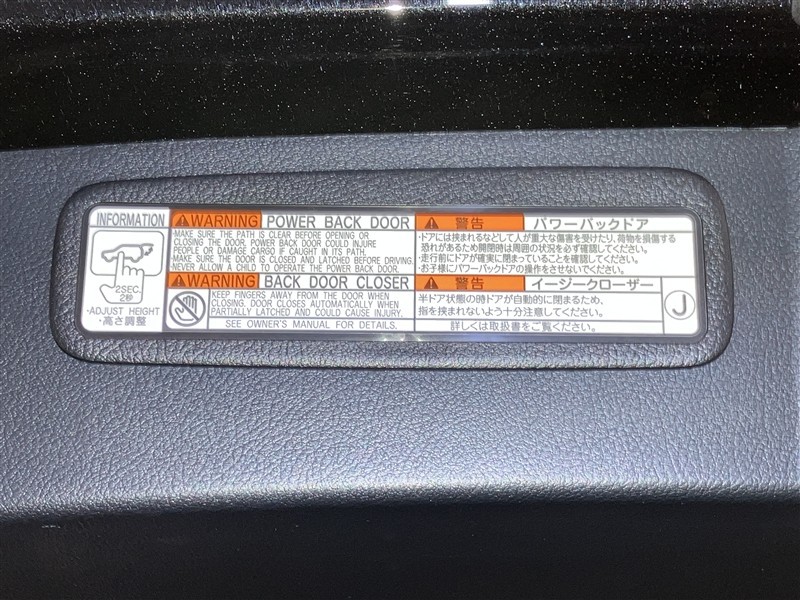 INFORMATION
2SEC.
2秒
・ADJUST HEIGHT
・高さ調整
WARNING POWER BACK DOOR
・MAKE SURE THE PATH IS CLEAR BEFORE OPENING OR
CLOSING THE DOOR. POWER BACK DOOR COULD INJURE
PEOPLE OR DAMAGE CARGO IF CAUGHT IN ITS PATH.
・MAKE SURE THE DOOR IS CLOSED AND LATCHED BEFORE DRIVING.
・NEVER ALLOW A CHILD TO OPERATE THE POWER BACK DOOR.
WARNING BACK DOOR CLOSER
KEEP FINGERS AWAY FROM THE DOOR WHEN
CLOSING. DOOR CLOSES AUTOMATICALLY WHEN
PARTIALLY LATCHED AND COULD CAUSE INJURY.
SEE OWNER'S MANUAL FOR DETAILS.
警告 パワーバックドア
・ドアには挟まれるなどして人が重大な傷害を受けたり、荷物を損傷する
恐れがあるため開閉時は周囲の状況を必ず確認してください。
・走行前にドアが確実に閉まっていることを確認してください。
・お子様にパワーバックドアの操作をさせないでください。
警告 イージークローザー
半ドア状態の時ドアが自動的に閉まるため、
指を挟まれないよう十分注意してください。
詳しくは取扱書をご覧ください。
J